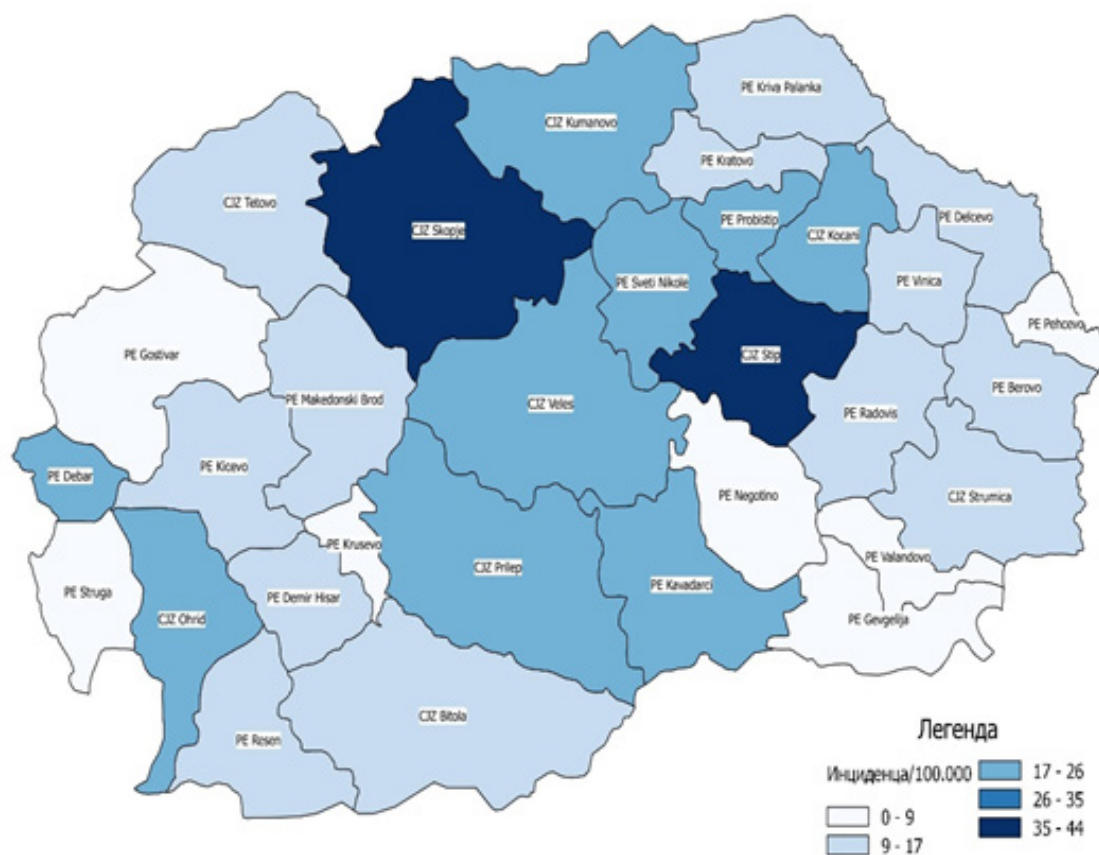 PE Kriva Palanka
CJZ Kumanovo
PE Kratovo
CJZ Tetovo
PE Delcevo
PE Probistip
CJZ Skopje
CJZ Kocani
PE Sveti Nikole
PE Vinica
PE Pehcevo
PE Gostivar
CJZ Stip
PE Berovo
PE Makedonski Brod
CJZ Veles
PE Radovis
PE Kicevo
PE Debar
PE Negotino
CJZ Strumica
PE Krusevo
PE Valandovo
CJZ Prilep
PE Kavadarci
PE Struga
PE Demir Hisar
CJZ Ohrid
PE Gevgelija
CJZ Bitola
PE Resen
Легенда
Инциденца/100.000
0 - 9
9 - 17
17 - 26
26 - 35
35 - 44